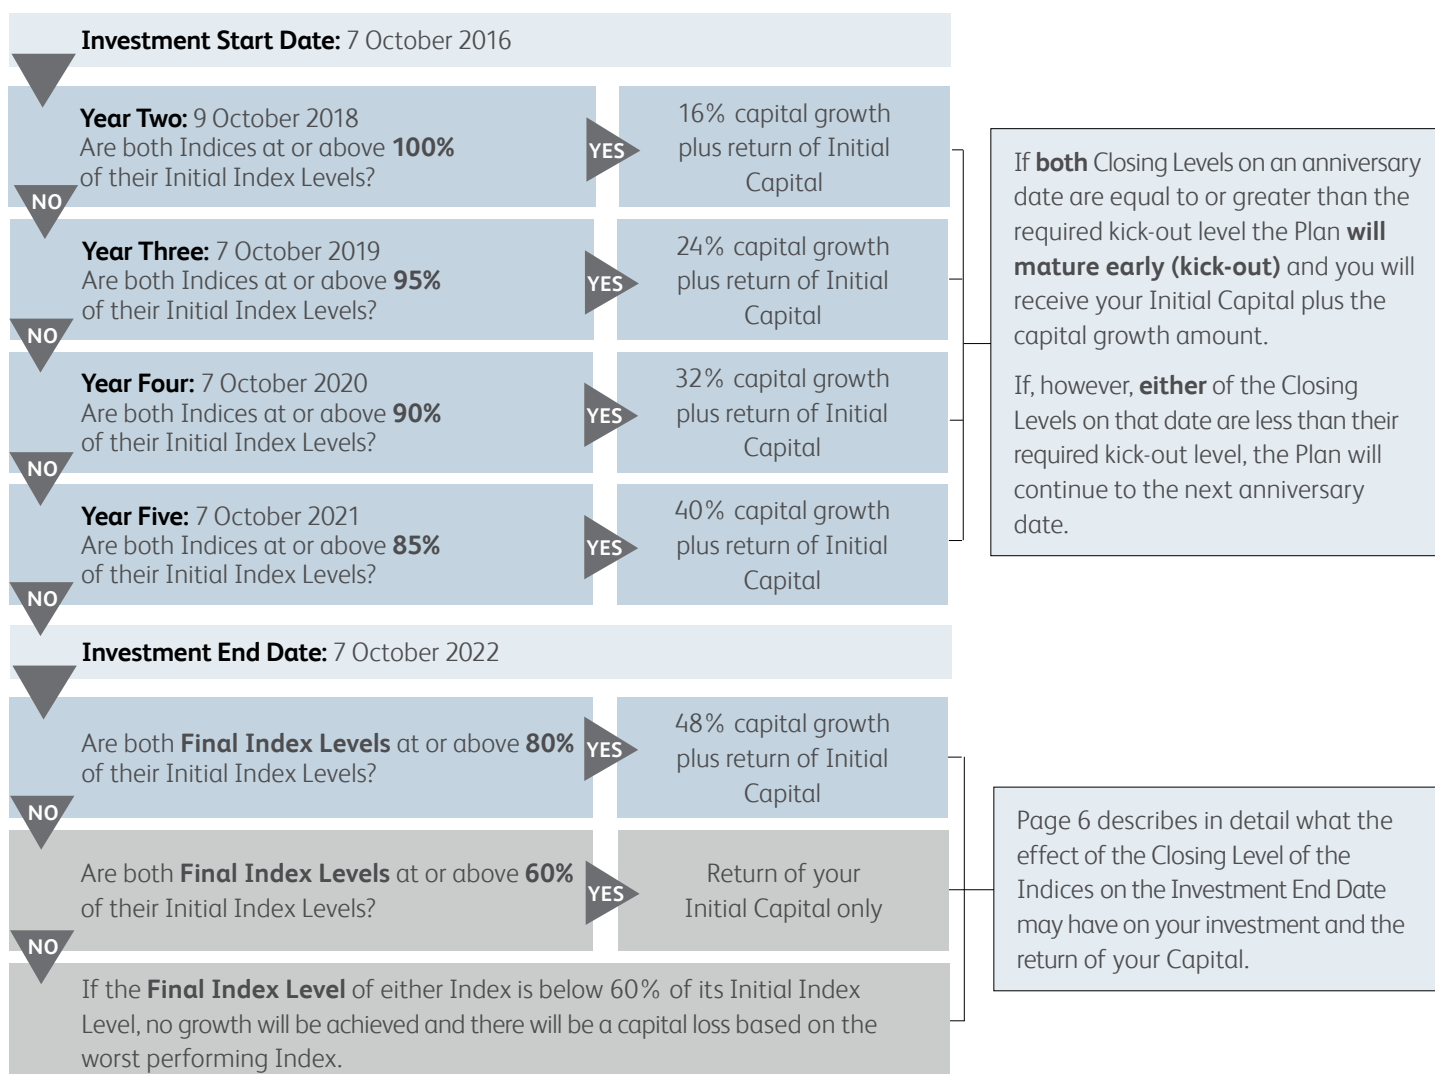 Investment Start Date: 7 October 2016
Year Two: 9 October 2018
Are both Indices at or above 100%
of their Initial Index Levels?
YES
16% capital growth
plus return of Initial
Capital
NO
Year Three: 7 October 2019
Are both Indices at or above 95%
of their Initial Index Levels?
YES
24% capital growth
plus return of Initial
Capital
NO
Year Four: 7 October 2020
Are both Indices at or above 90%
of their Initial Index Levels?
YES
32% capital growth
plus return of Initial
Capital
NO
Year Five: 7 October 2021
Are both Indices at or above 85%
of their Initial Index Levels?
YES
40% capital growth
plus return of Initial
Capital
NO
If both Closing Levels on an anniversary
date are equal to or greater than the
required kick-out level the Plan will
mature early (kick-out) and you will
receive your Initial Capital plus the
capital growth amount.
If, however, either of the Closing
Levels on that date are less than their
required kick-out level, the Plan will
continue to the next anniversary
date.
Investment End Date: 7 October 2022
Are both Final Index Levels at or above 80%
of their Initial Index Levels?
YES
48% capital growth
plus return of Initial
Capital
NO
Are both Final Index Levels at or above 60%
of their Initial Index Levels?
YES
Return of your
Initial Capital only
NO
If the Final Index Level of either Index is below 60% of its Initial Index
Level, no growth will be achieved and there will be a capital loss based on the
worst performing Index.
Page 6 describes in detail what the
effect of the Closing Level of the
Indices on the Investment End Date
may have on your investment and the
return of your Capital.